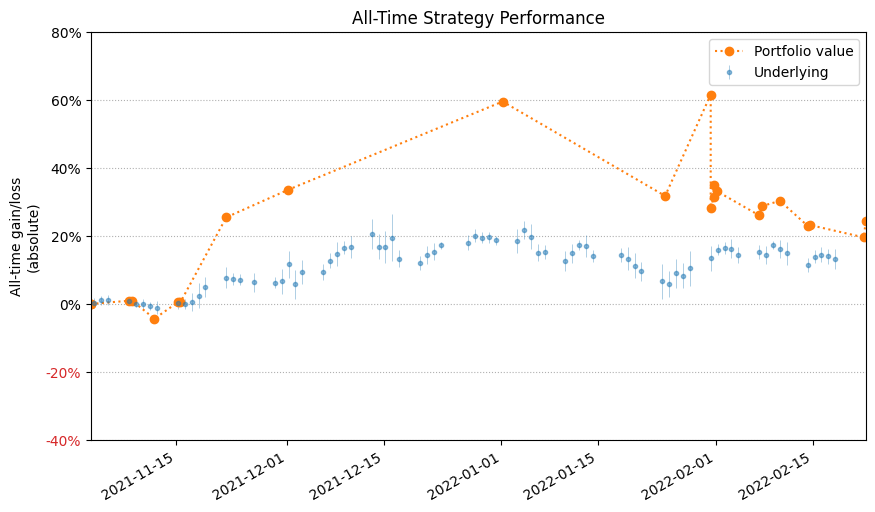 All-Time Strategy Performance
All-time gain/loss
(absolute)
80%
60%
40%
20%
0%
-20%
-40%
Portfolio value
Underlying
2021-11-15
2021-12-01
2021-12-15
2022-01-01
2022-01-15
2022-02-01
2022-02-15